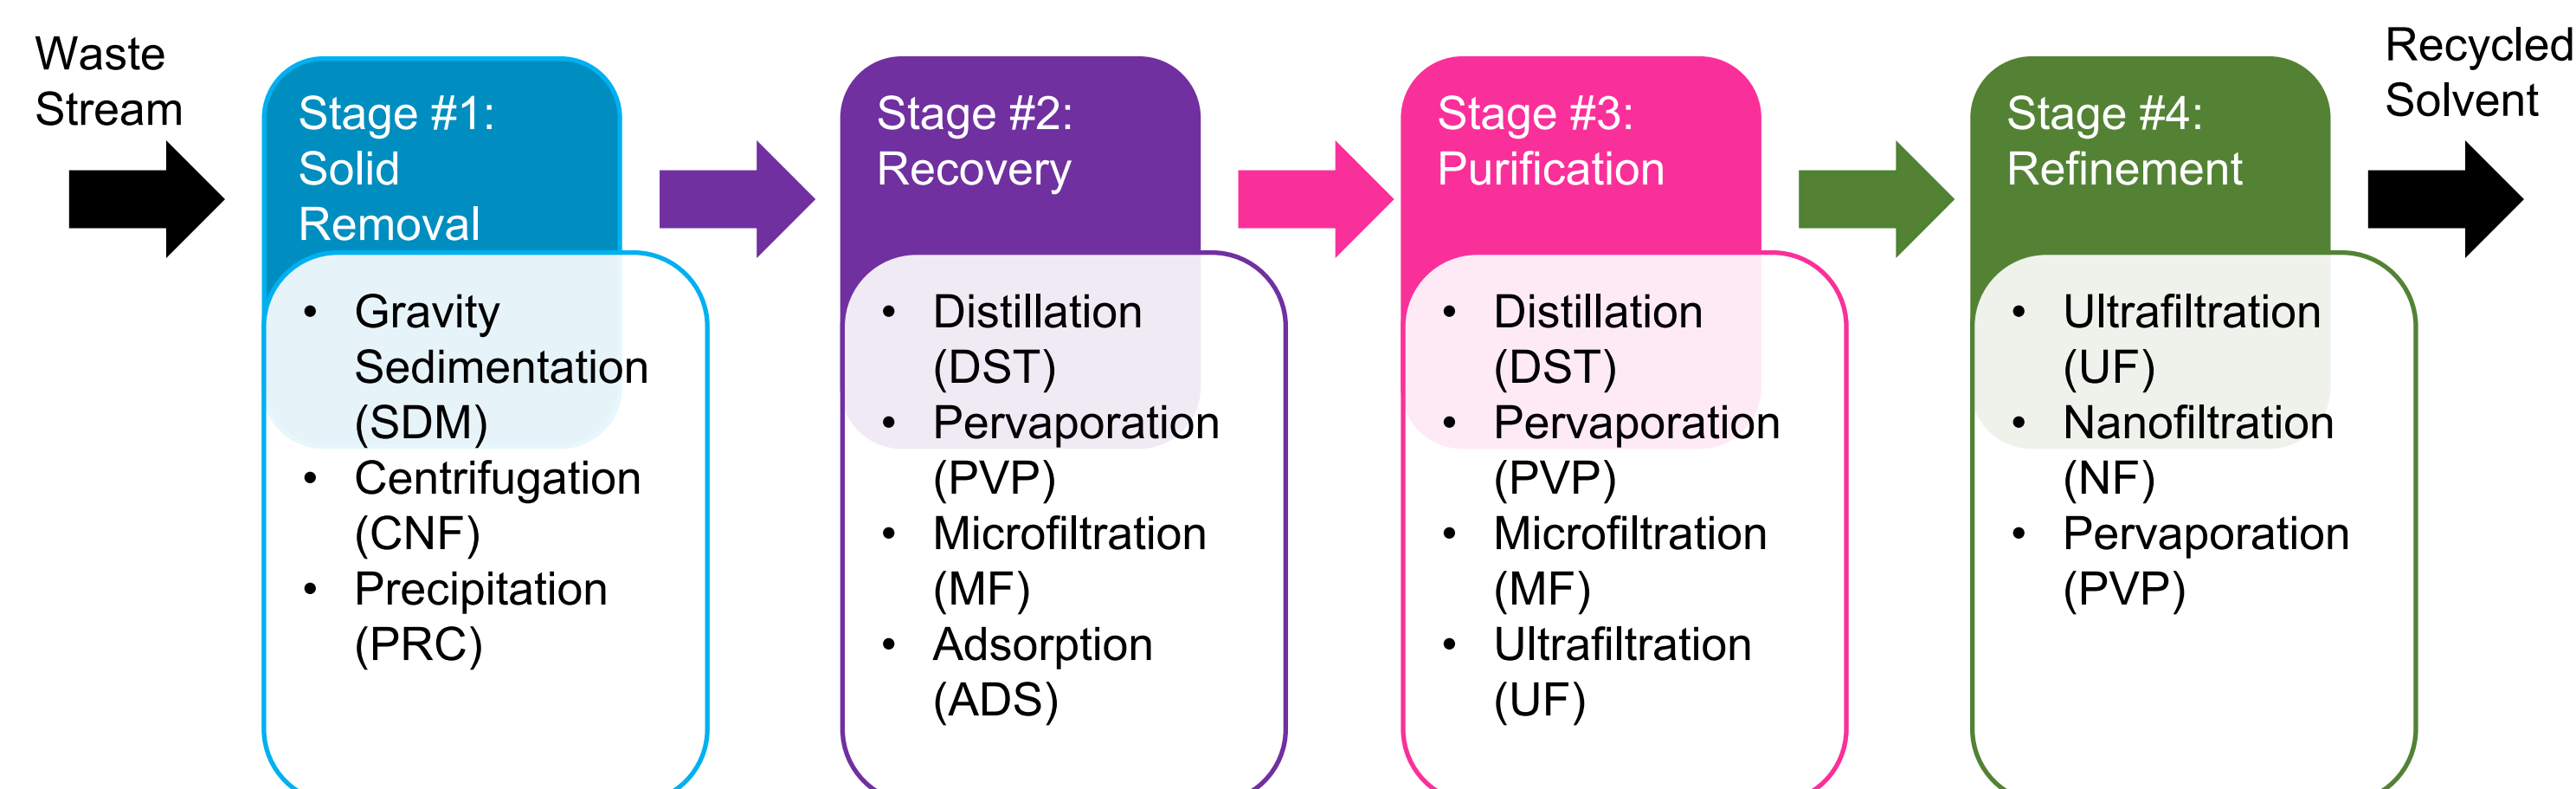 Waste
Stream
Stage #1:
Solid
Removal
• Gravity
Sedimentation
(SDM)
• Centrifugation
(CNF)
• Precipitation
(PRC)
Stage #2:
Recovery
• Distillation
(DST)
• Pervaporation
(PVP)
• Microfiltration
(MF)
• Adsorption
(ADS)
Stage #3:
Purification
• Distillation
(DST)
• Pervaporation
(PVP)
• Microfiltration
(MF)
• Ultrafiltration
(UF)
Stage #4:
Refinement
• Ultrafiltration
(UF)
• Nanofiltration
(NF)
• Pervaporation
(PVP)
Recycled
Solvent